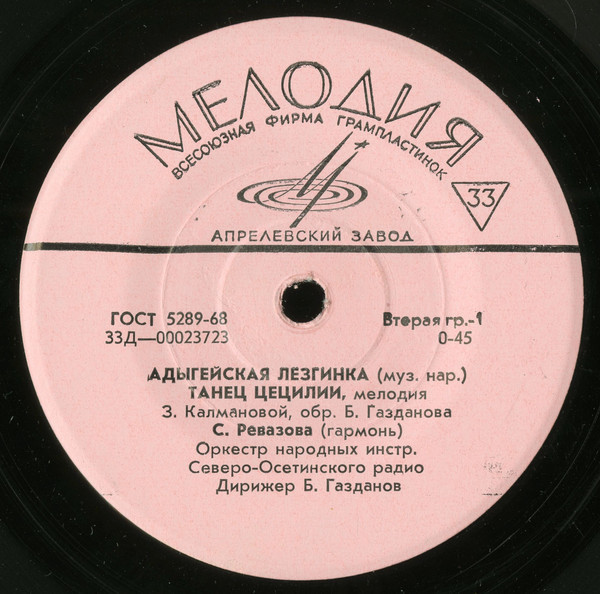 МЕЛОДИЯ
ВСЕСОЮЗНАЯ ФИРМА ГРАМПЛАСТИНОК
33
АПРЕЛЕВСКИЙ ЗАВОД
ГОСТ 5289-68 Вторая гр.-1
33Д—00023723 0-45
АДЫГЕЙСКАЯ ЛЕЗГИНКА (муз. нар.)
ТАНЕЦ ЦЕЦИЛИИ, мелодия
З. Калмановой, обр. Б. Газданова
С. Ревазова (гармонь)
Оркестр народных инстр.
Северо-Осетинского радио
Дирижер Б. Газданов